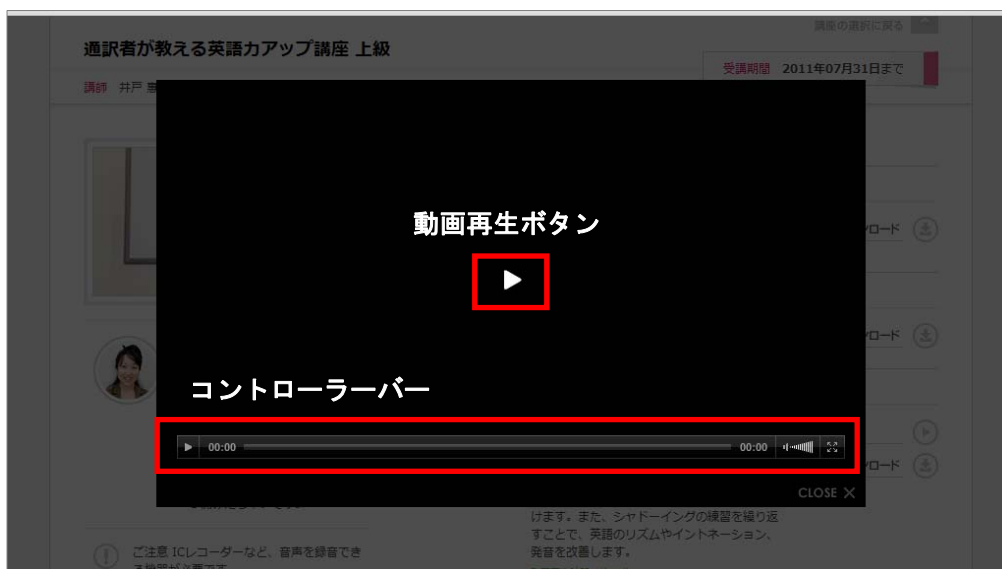 講座の選択に戻る
通訳者が教える英語力アップ講座 上級
受講期間 2011年07月31日まで
講師 井戸
動画再生ボタン
ロード
ロード
コントローラーバー
00:00 00:00
ロード
CLOSE
けます。また、シャドーイングの練習を繰り返
すことで、英語のリズムやイントネーション、
発音を改善します。
ご注意 ICレコーダーなど、音声を録音でき